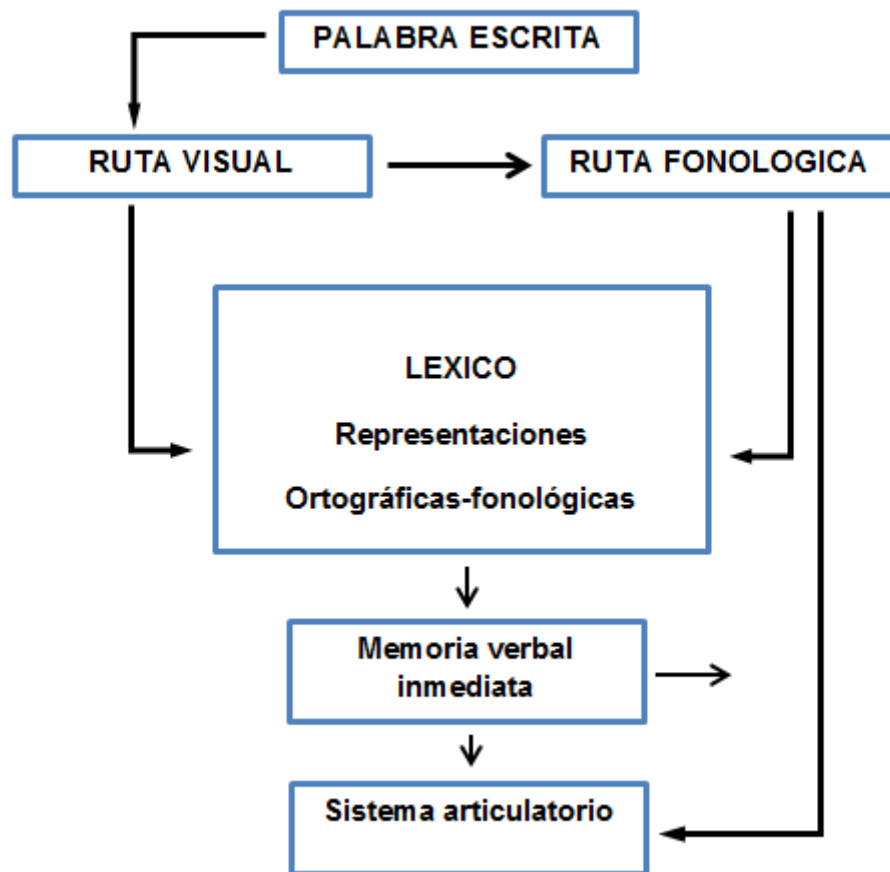 PALABRA ESCRITA
RUTA VISUAL
RUTA FONOLOGICA
LEXICO
Representaciones
Ortográficas-fonológicas
Memoria verbal
inmediata
Sistema articulatorio